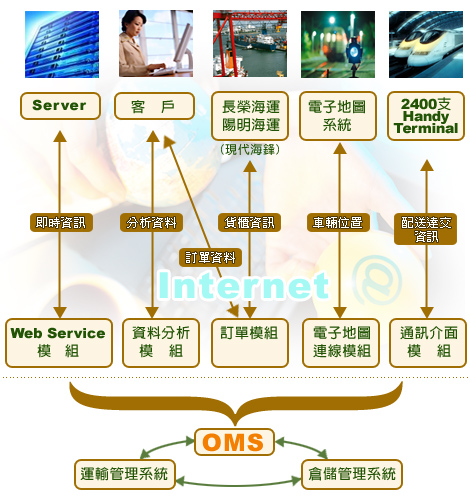 Server
客 戶
長榮海運
陽明海運
(現代海鋒)
電子地圖
系統
2400支
Handy
Terminal
即時資訊
分析資料
訂單資料
貨櫃資訊
車輛位置
配送達交
資訊
Internet
@
Web Service
模 組
資料分析
模 組
訂單模組
電子地圖
連線模組
通訊介面
模 組
OMS
運輸管理系統
倉儲管理系統